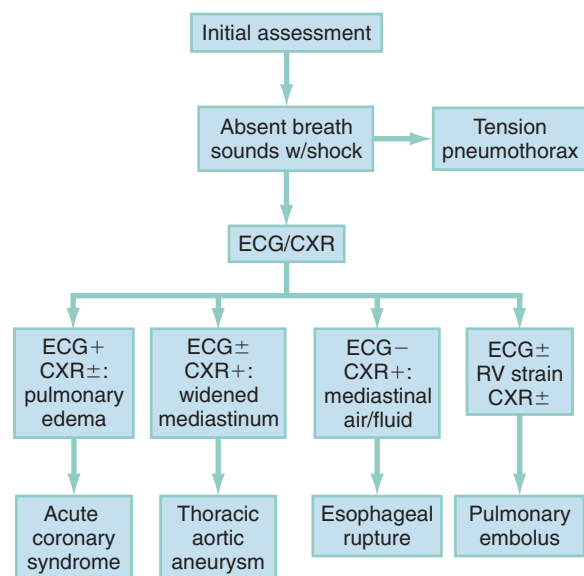 Initial assessment
Absent breath
sounds w/shock
Tension
pneumothorax
ECG/CXR
ECG+
CXR±:
pulmonary
edema
ECG±
CXR+:
widened
mediastinum
ECG−
CXR+:
mediastinal
air/fluid
ECG±
RV strain
CXR±
Acute
coronary
syndrome
Thoracic
aortic
aneurysm
Esophageal
rupture
Pulmonary
embolus